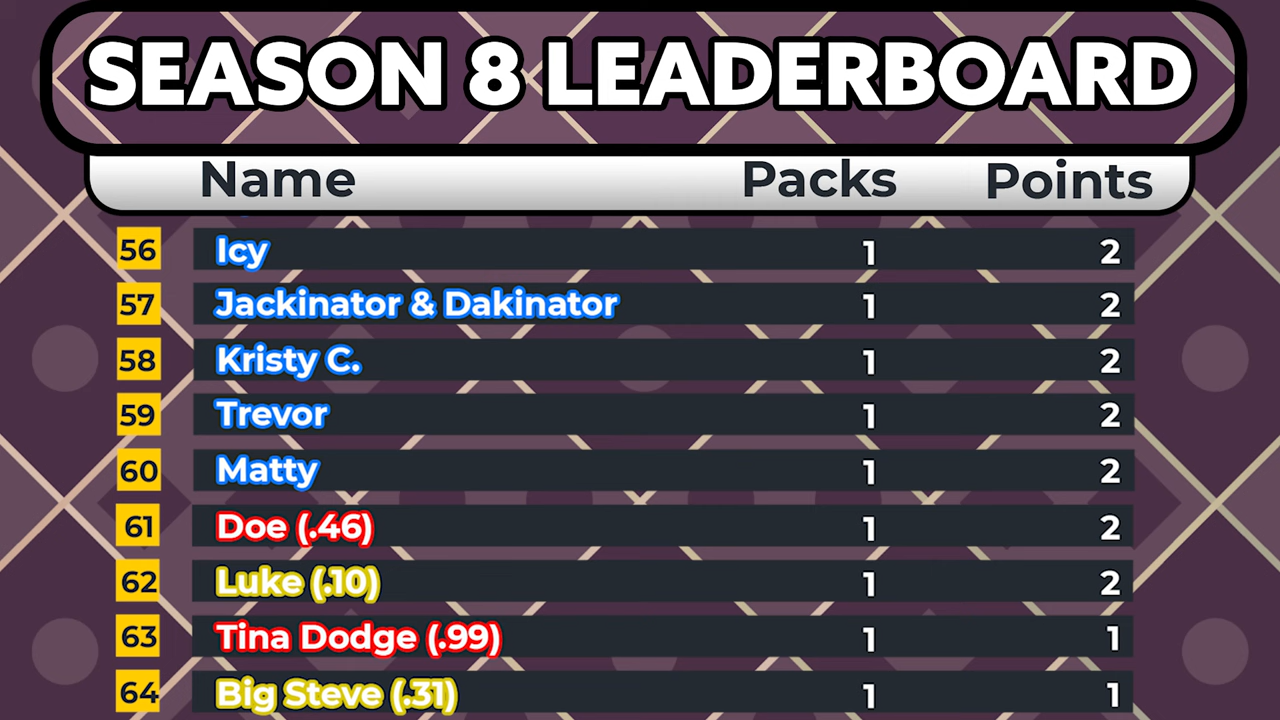 SEASON 8 LEADERBOARD
Name Packs Points
56 Icy 1 2
57 Jackinator & Dakinator 1 2
58 Kristy C. 1 2
59 Trevor 1 2
60 Matty 1 2
61 Doe (.46) 1 2
62 Luke (.10) 1 2
63 Tina Dodge (.99) 1 1
64 Big Steve (.31) 1 1